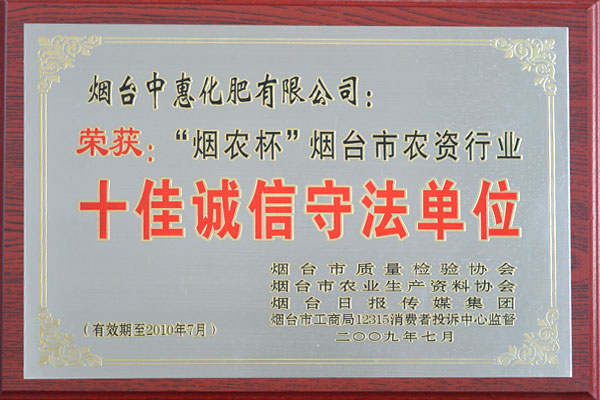 烟台中惠化肥有限公司：
荣获：“烟农杯”烟台市农资行业
十佳诚信守法单位
烟台市质量检验协会
烟台市农业生产资料协会
烟台日报传媒集团
烟台市工商局12315消费者投诉中心监督
（有效期至2010年7月）
二〇〇九年七月